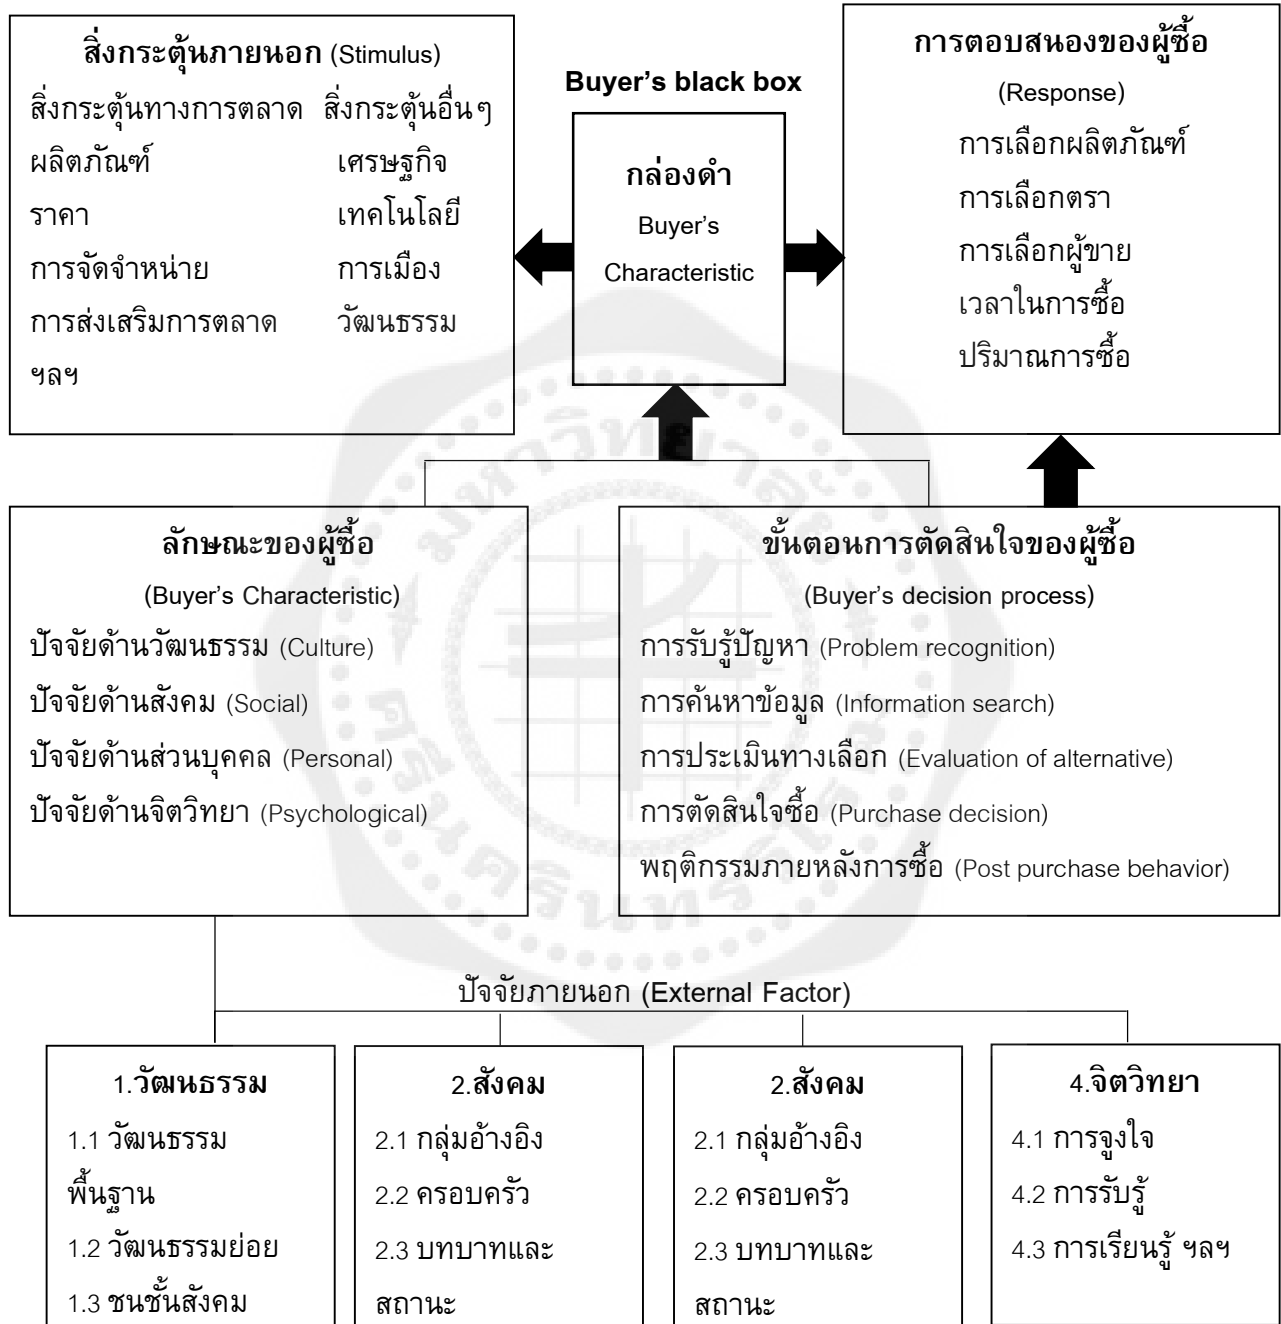 สิ่งกระตุ้นภายนอก (Stimulus)
สิ่งกระตุ้นทางการตลาด สิ่งกระตุ้นอื่นๆ
ผลิตภัณฑ์ เศรษฐกิจ
ราคา เทคโนโลยี
การจัดจำหน่าย การเมือง
การส่งเสริมการตลาด วัฒนธรรม
ฯลฯ
Buyer's black box
กล่องดำ
Buyer's
Characteristic
การตอบสนองของผู้ซื้อ
(Response)
การเลือกผลิตภัณฑ์
การเลือกตรา
การเลือกผู้ขาย
เวลาในการซื้อ
ปริมาณการซื้อ
ลักษณะของผู้ซื้อ
(Buyer's Characteristic)
ปัจจัยด้านวัฒนธรรม (Culture)
ปัจจัยด้านสังคม (Social)
ปัจจัยด้านส่วนบุคคล (Personal)
ปัจจัยด้านจิตวิทยา (Psychological)
ขั้นตอนการตัดสินใจของผู้ซื้อ
(Buyer's decision process)
การรับรู้ปัญหา (Problem recognition)
การค้นหาข้อมูล (Information search)
การประเมินทางเลือก (Evaluation of alternative)
การตัดสินใจซื้อ (Purchase decision)
พฤติกรรมภายหลังการซื้อ (Post purchase behavior)
ปัจจัยภายนอก (External Factor)
1.วัฒนธรรม
1.1 วัฒนธรรม
พื้นฐาน
1.2 วัฒนธรรมย่อย
1.3 ชนชั้นสังคม
2.สังคม
2.1 กลุ่มอ้างอิง
2.2 ครอบครัว
2.3 บทบาทและ
สถานะ
2.สังคม
2.1 กลุ่มอ้างอิง
2.2 ครอบครัว
2.3 บทบาทและ
สถานะ
4.จิตวิทยา
4.1 การจูงใจ
4.2 การรับรู้
4.3 การเรียนรู้ ฯลฯ
มหาวิทยาลัย
ศรีนครินทรวิโรฒ